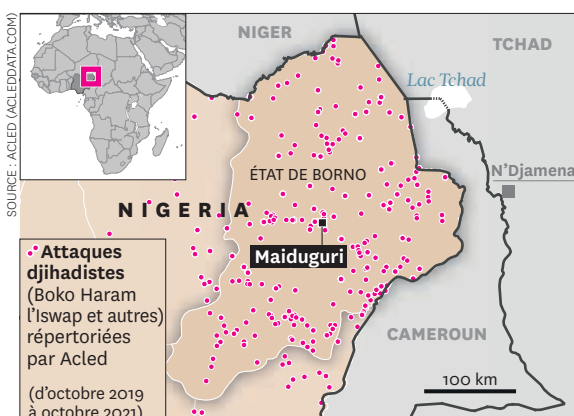 SOURCE : ACLED (ACLEDDATA.COM)
NIGER
TCHAD
Lac Tchad
ÉTAT DE BORNO
N'Djamena
NIGERIA
Maiduguri
Attaques
djihadistes
(Boko Haram
l'Iswap et autres)
répertoriées
par Acled
(d'octobre 2019
à octobre 2021)
CAMEROUN
100 km